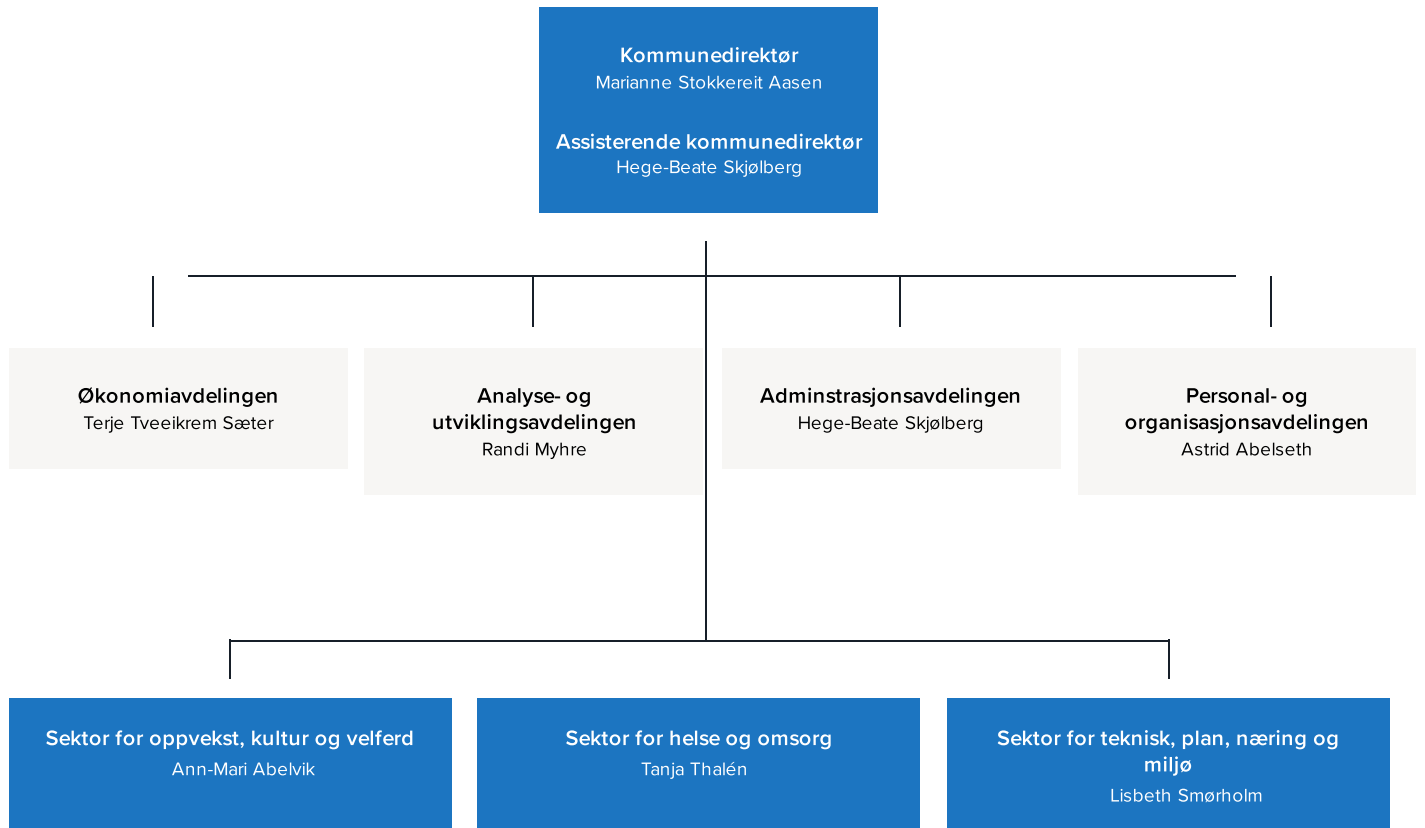 Kommunedirektør
Marianne Stokkereit Aasen
Assisterende kommunedirektør
Hege-Beate Skjølberg
Økonomiavdelingen
Terje Tveeikrem Sæter
Analyse- og
utviklingsavdelingen
Randi Myhre
Adminstrasjonsavdelingen
Hege-Beate Skjølberg
Personal- og
organisasjonsavdelingen
Astrid Abelseth
Sektor for oppvekst, kultur og velferd
Ann-Mari Abelvik
Sektor for helse og omsorg
Tanja Thalén
Sektor for teknisk, plan, næring og
miljø
Lisbeth Smørholm